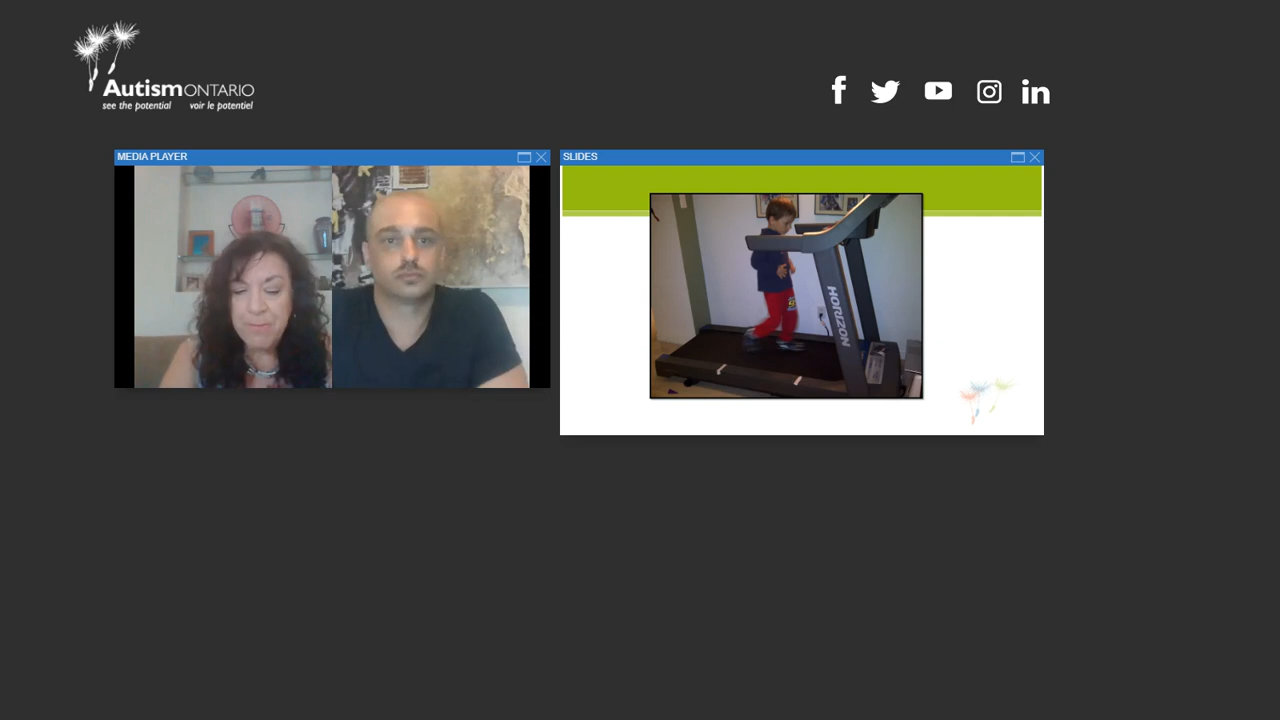 Autism ONTARIO
see the potential voir le potentiel
MEDIA PLAYER
SLIDES
HORIZON